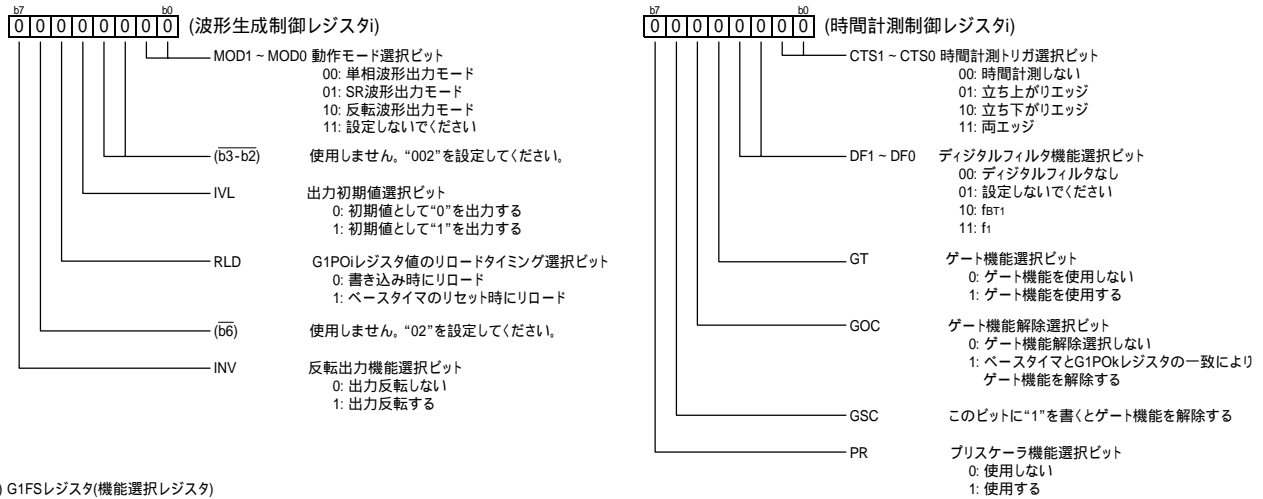 b7 b0
0 0 0 0 0 0 0 0 (波形生成制御レジスタi)
MOD1～MOD0 動作モード選択ビット
00: 単相波形出力モード
01: SR波形出力モード
10: 反転波形出力モード
11: 設定しないでください
(b3-b2) 使用しません。“002”を設定してください。
IVL 出力初期値選択ビット
0: 初期値として“0”を出力する
1: 初期値として“1”を出力する
RLD G1POiレジスタ値のリロードタイミング選択ビット
0: 書き込み時にリロード
1: ベースタイマのリセット時にリロード
(b6) 使用しません。“02”を設定してください。
INV 反転出力機能選択ビット
0: 出力反転しない
1: 出力反転する
) G1FSレジスタ(機能選択レジスタ)
b7 b0
0 0 0 0 0 0 0 0 (時間計測制御レジスタi)
CTS1～CTS0 時間計測トリガ選択ビット
00: 時間計測しない
01: 立ち上がりエッジ
10: 立ち下がりエッジ
11: 両エッジ
DF1～DF0 ディジタルフィルタ機能選択ビット
00: ディジタルフィルタなし
01: 設定しないでください
10: fBT1
11: f1
GT ゲート機能選択ビット
0: ゲート機能を使用しない
1: ゲート機能を使用する
GOC ゲート機能解除選択ビット
0: ゲート機能解除選択しない
1: ベースタイマとG1POkレジスタの一致により
ゲート機能を解除する
GSC このビットに“1”を書くとゲート機能を解除する
PR プリスケーラ機能選択ビット
0: 使用しない
1: 使用する